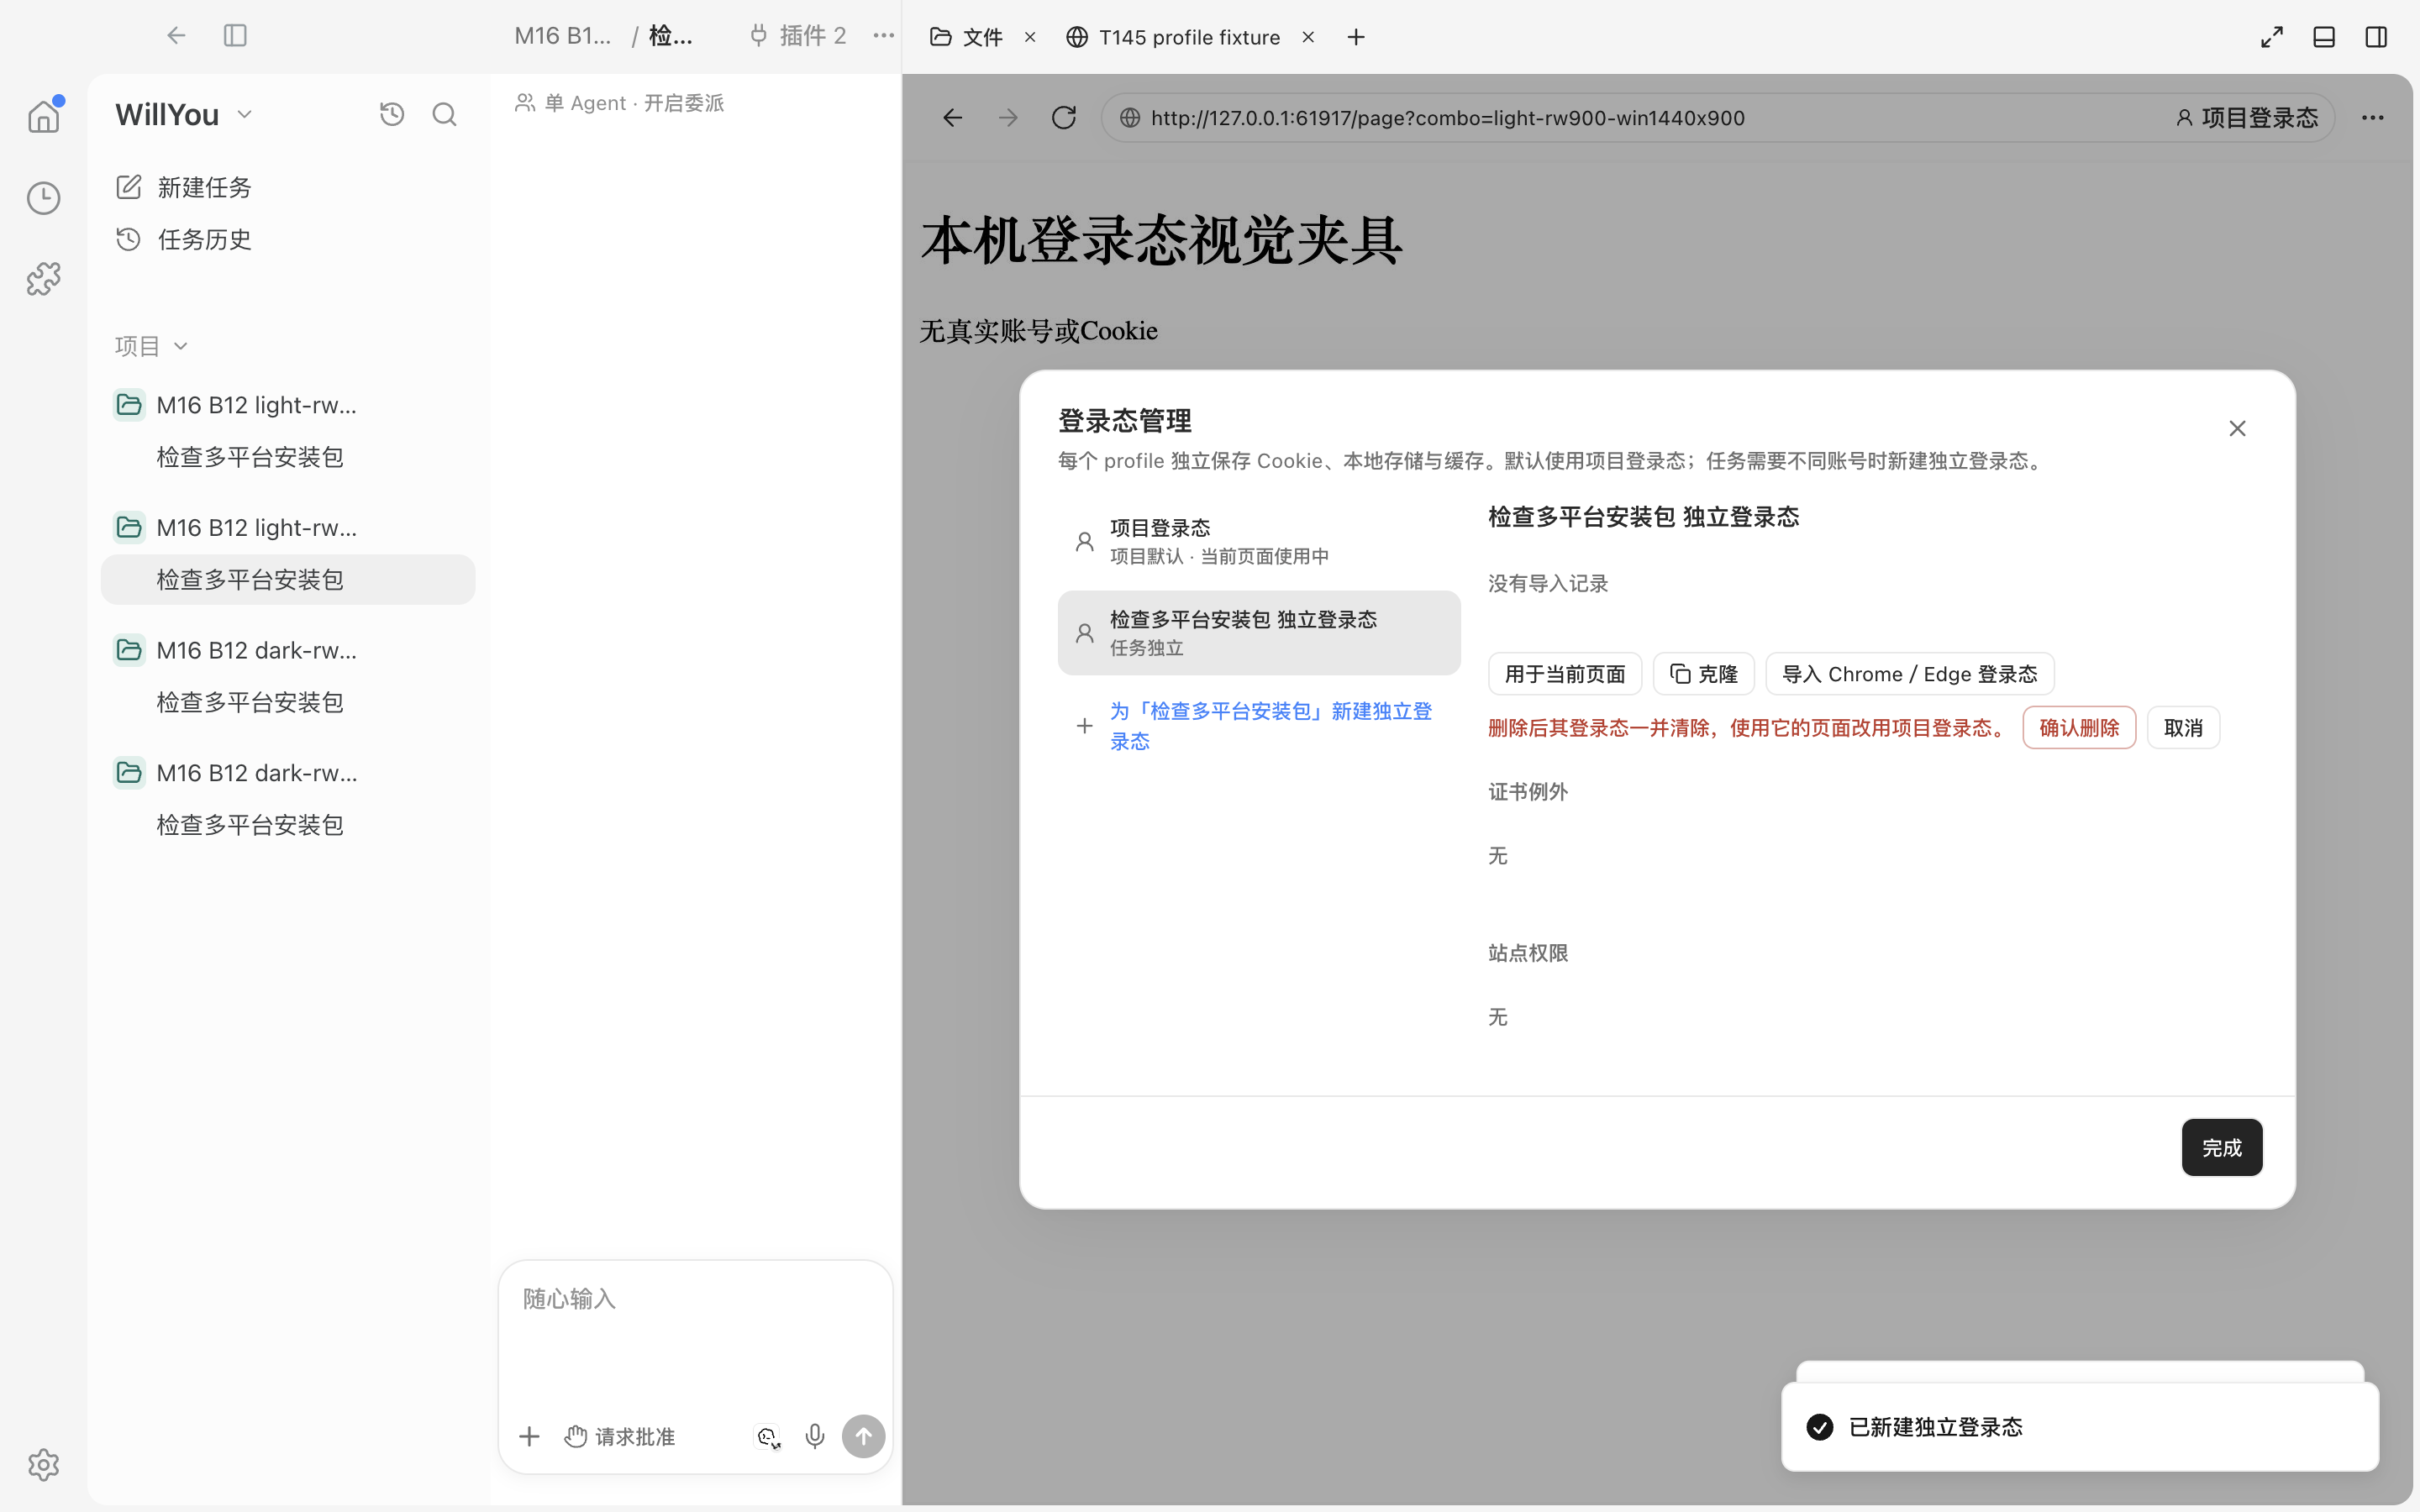 M16 B1... / 检...
插件 2
文件
T145 profile fixture
WillYou
新建任务
任务历史
项目
M16 B12 light-rw...
检查多平台安装包
M16 B12 light-rw...
检查多平台安装包
M16 B12 dark-rw...
检查多平台安装包
M16 B12 dark-rw...
检查多平台安装包
单 Agent · 开启委派
随心输入
请求批准
http://127.0.0.1:61917/page?combo=light-rw900-win1440x900
项目登录态
本机登录态视觉夹具
无真实账号或Cookie
登录态管理
每个 profile 独立保存 Cookie、本地存储与缓存。默认使用项目登录态；任务需要不同账号时新建独立登录态。
项目登录态
项目默认 · 当前页面使用中
检查多平台安装包 独立登录态
任务独立
为「检查多平台安装包」新建独立登
录态
检查多平台安装包 独立登录态
没有导入记录
用于当前页面
克隆
导入 Chrome / Edge 登录态
删除后其登录态一并清除，使用它的页面改用项目登录态。
确认删除
取消
证书例外
无
站点权限
无
完成
已新建独立登录态